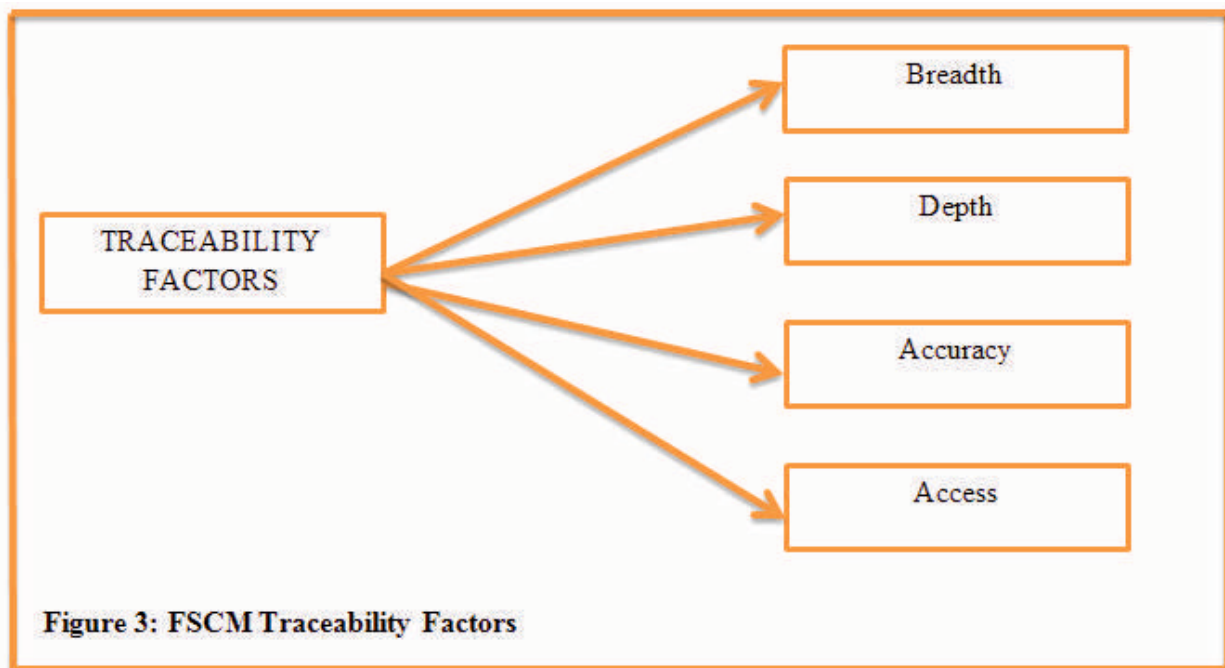 TRACEABILITY
FACTORS
Breadth
Depth
Accuracy
Access
Figure 3: FSCM Traceability Factors